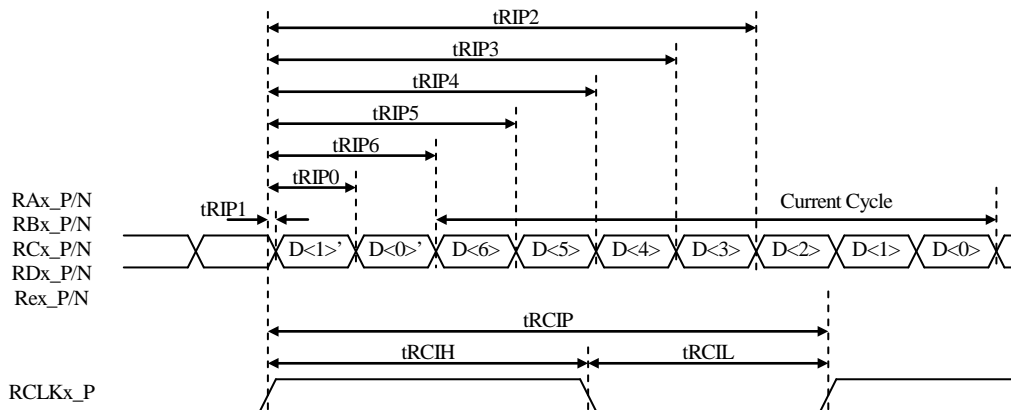 tRIP2
tRIP3
tRIP4
tRIP5
tRIP6
tRIP0
tRIP1
Current Cycle
RAx_P/N
RBx_P/N
RCx_P/N
RDx_P/N
Rex_P/N
D<1>’ D<0>’ D<6> D<5> D<4> D<3> D<2> D<1> D<0>
tRCIP
tRCIH tRCIL
RCLKx_P